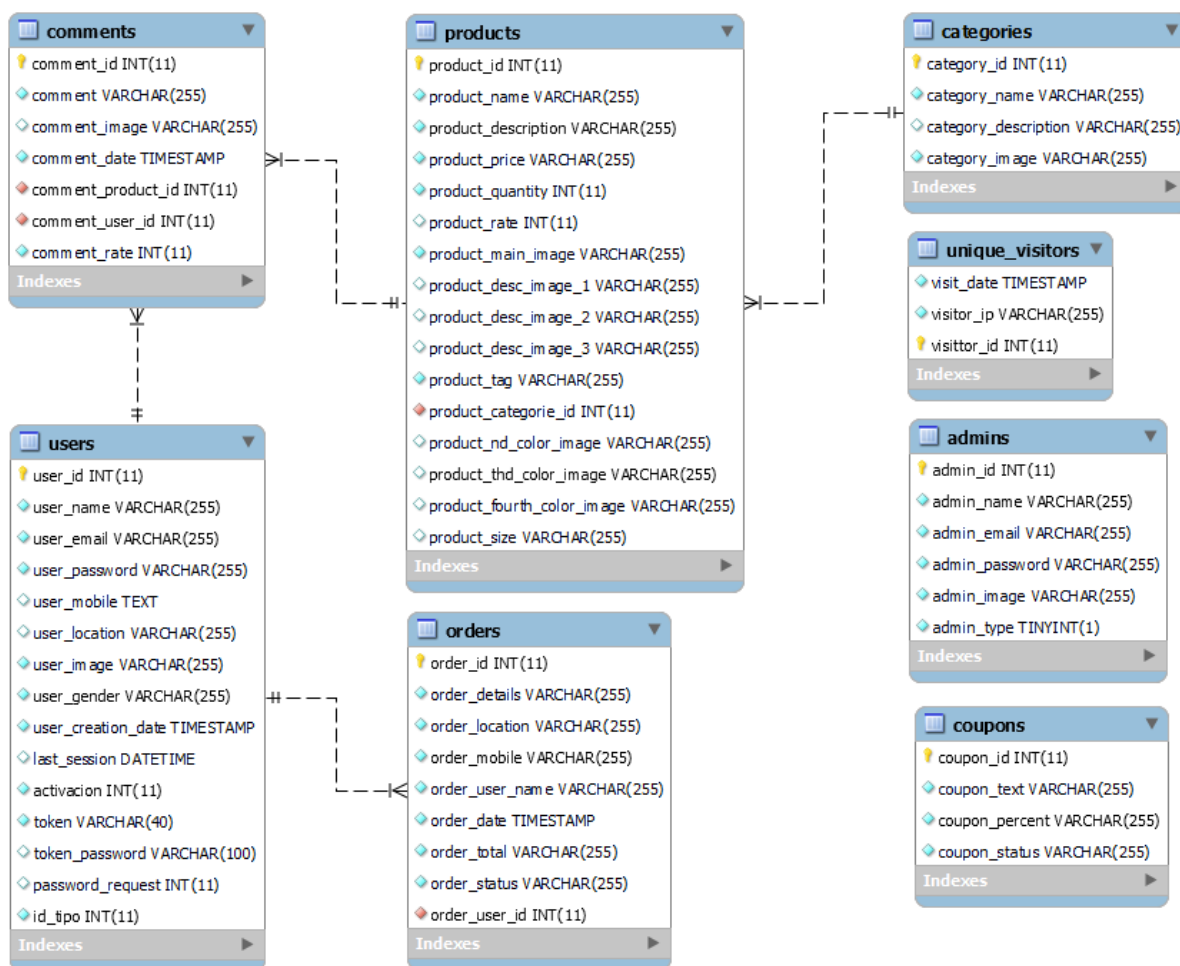 comments
comment_id INT(11)
comment VARCHAR(255)
comment_image VARCHAR(255)
comment_date TIMESTAMP
comment_product_id INT(11)
comment_user_id INT(11)
comment_rate INT(11)
Indexes
users
user_id INT(11)
user_name VARCHAR(255)
user_email VARCHAR(255)
user_password VARCHAR(255)
user_mobile TEXT
user_location VARCHAR(255)
user_image VARCHAR(255)
user_gender VARCHAR(255)
user_creation_date TIMESTAMP
last_session DATETIME
activacion INT(11)
token VARCHAR(40)
token_password VARCHAR(100)
password_request INT(11)
id_tipo INT(11)
Indexes
products
product_id INT(11)
product_name VARCHAR(255)
product_description VARCHAR(255)
product_price VARCHAR(255)
product_quantity INT(11)
product_rate INT(11)
product_main_image VARCHAR(255)
product_desc_image_1 VARCHAR(255)
product_desc_image_2 VARCHAR(255)
product_desc_image_3 VARCHAR(255)
product_tag VARCHAR(255)
product_categorie_id INT(11)
product_nd_color_image VARCHAR(255)
product_thd_color_image VARCHAR(255)
product_fourth_color_image VARCHAR(255)
product_size VARCHAR(255)
Indexes
orders
order_id INT(11)
order_details VARCHAR(255)
order_location VARCHAR(255)
order_mobile VARCHAR(255)
order_user_name VARCHAR(255)
order_date TIMESTAMP
order_total VARCHAR(255)
order_status VARCHAR(255)
order_user_id INT(11)
Indexes
categories
category_id INT(11)
category_name VARCHAR(255)
category_description VARCHAR(255)
category_image VARCHAR(255)
Indexes
unique_visitors
visit_date TIMESTAMP
visitor_ip VARCHAR(255)
visittor_id INT(11)
Indexes
admins
admin_id INT(11)
admin_name VARCHAR(255)
admin_email VARCHAR(255)
admin_password VARCHAR(255)
admin_image VARCHAR(255)
admin_type TINYINT(1)
Indexes
coupons
coupon_id INT(11)
coupon_text VARCHAR(255)
coupon_percent VARCHAR(255)
coupon_status VARCHAR(255)
Indexes